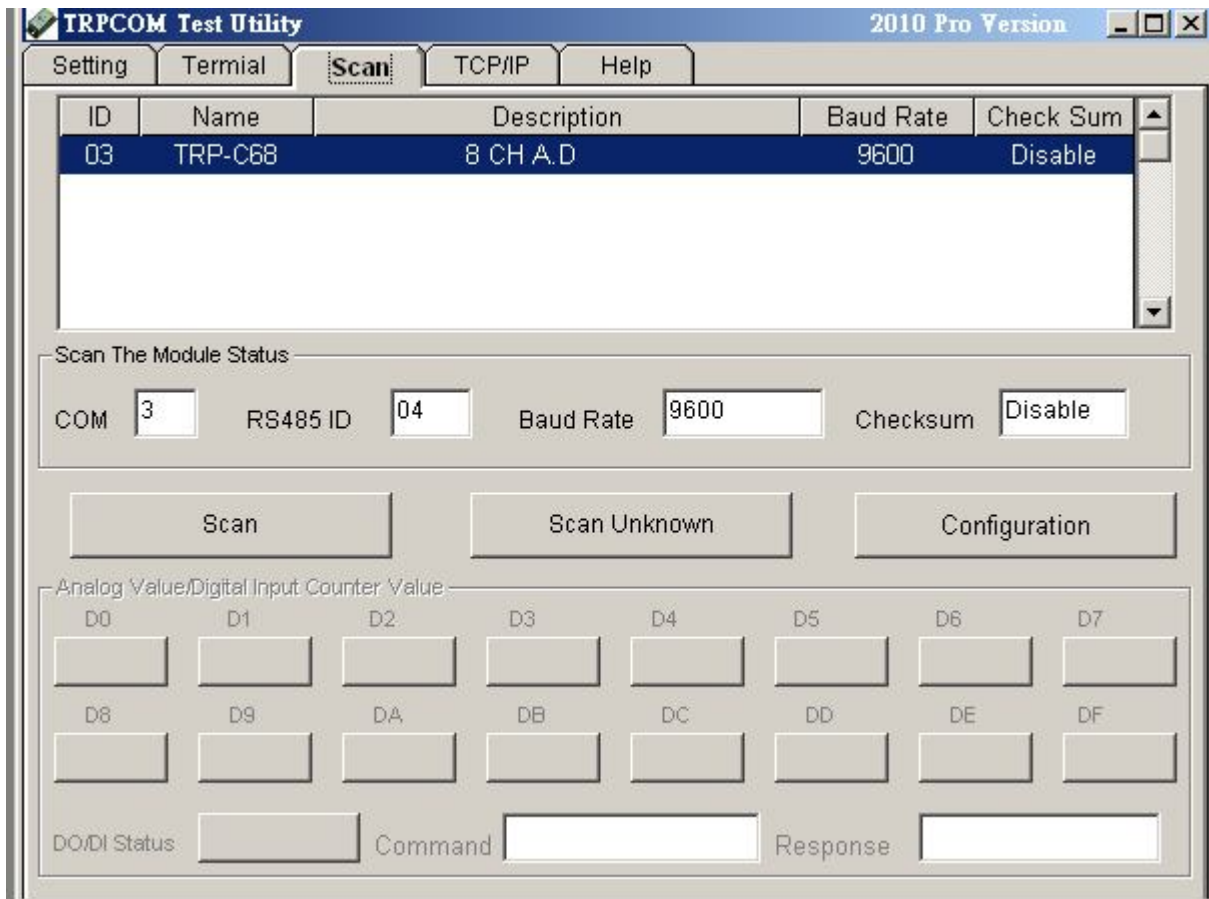 TRPCOM Test Utility 2010 Pro Version
Setting Termial Scan TCP/IP Help
ID Name Description Baud Rate Check Sum
03 TRP-C68 8 CH A.D 9600 Disable
Scan The Module Status
COM 3 RS485 ID 04 Baud Rate 9600 Checksum Disable
Scan Scan Unknown Configuration
Analog Value/Digital Input Counter Value
D0 D1 D2 D3 D4 D5 D6 D7
D8 D9 DA DB DC DD DE DF
DO/DI Status Command Response